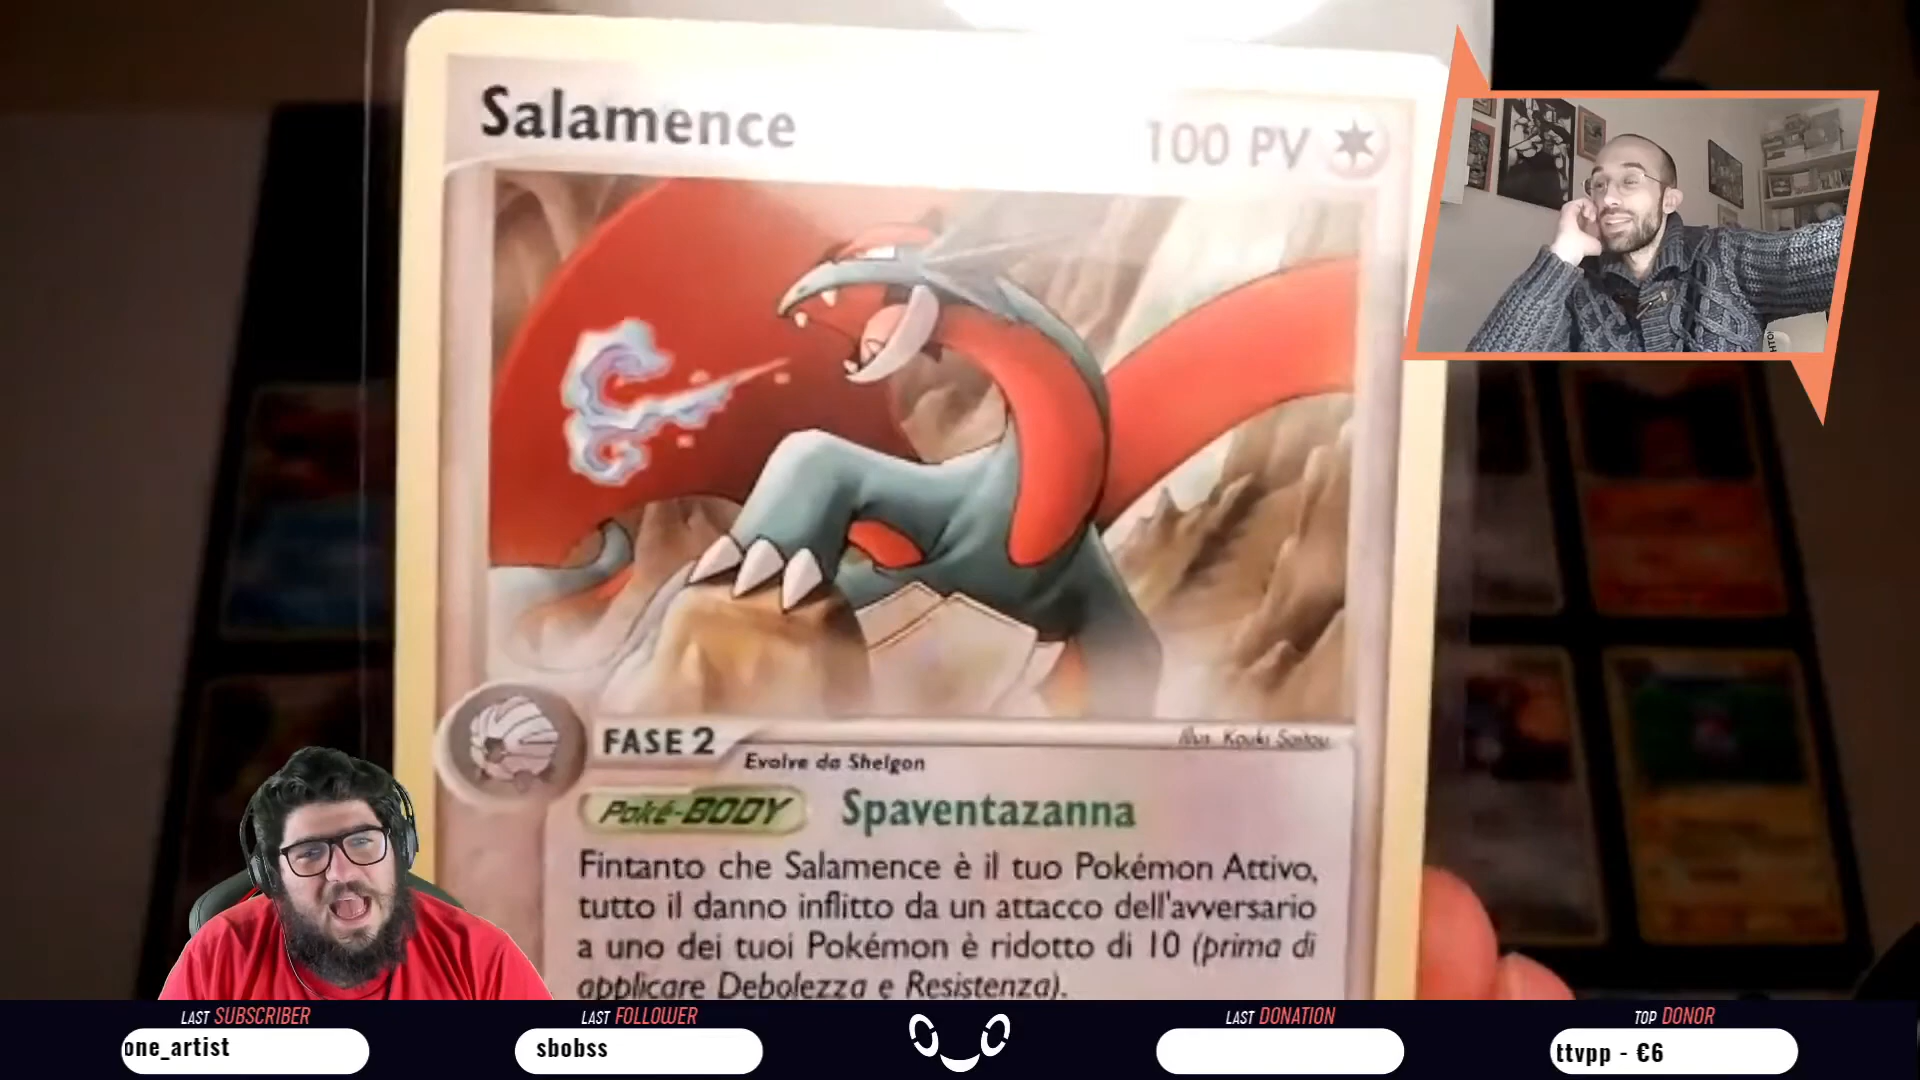 Salamence
100 PV
FASE 2
Illus. Kouki Saitou
Evolve da Shelgon
Poké-BODY Spaventazanna
Fintanto che Salamence è il tuo Pokémon Attivo,
tutto il danno inflitto da un attacco dell'avversario
a uno dei tuoi Pokémon è ridotto di 10 (prima di
applicare Debolezza e Resistenza).
LAST SUBSCRIBER
one_artist
LAST FOLLOWER
sbobss
LAST DONATION
TOP DONOR
ttvpp - €6